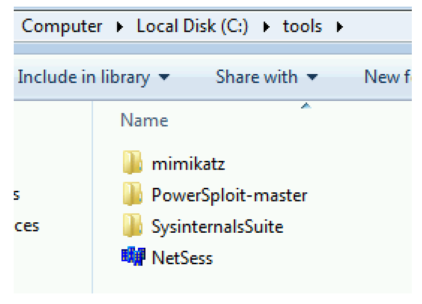 Computer ▸ Local Disk (C:) ▸ tools ▸
Include in library ▾ Share with ▾ New f
Name
mimikatz
s PowerSploit-master
ces SysinternalsSuite
NetSess